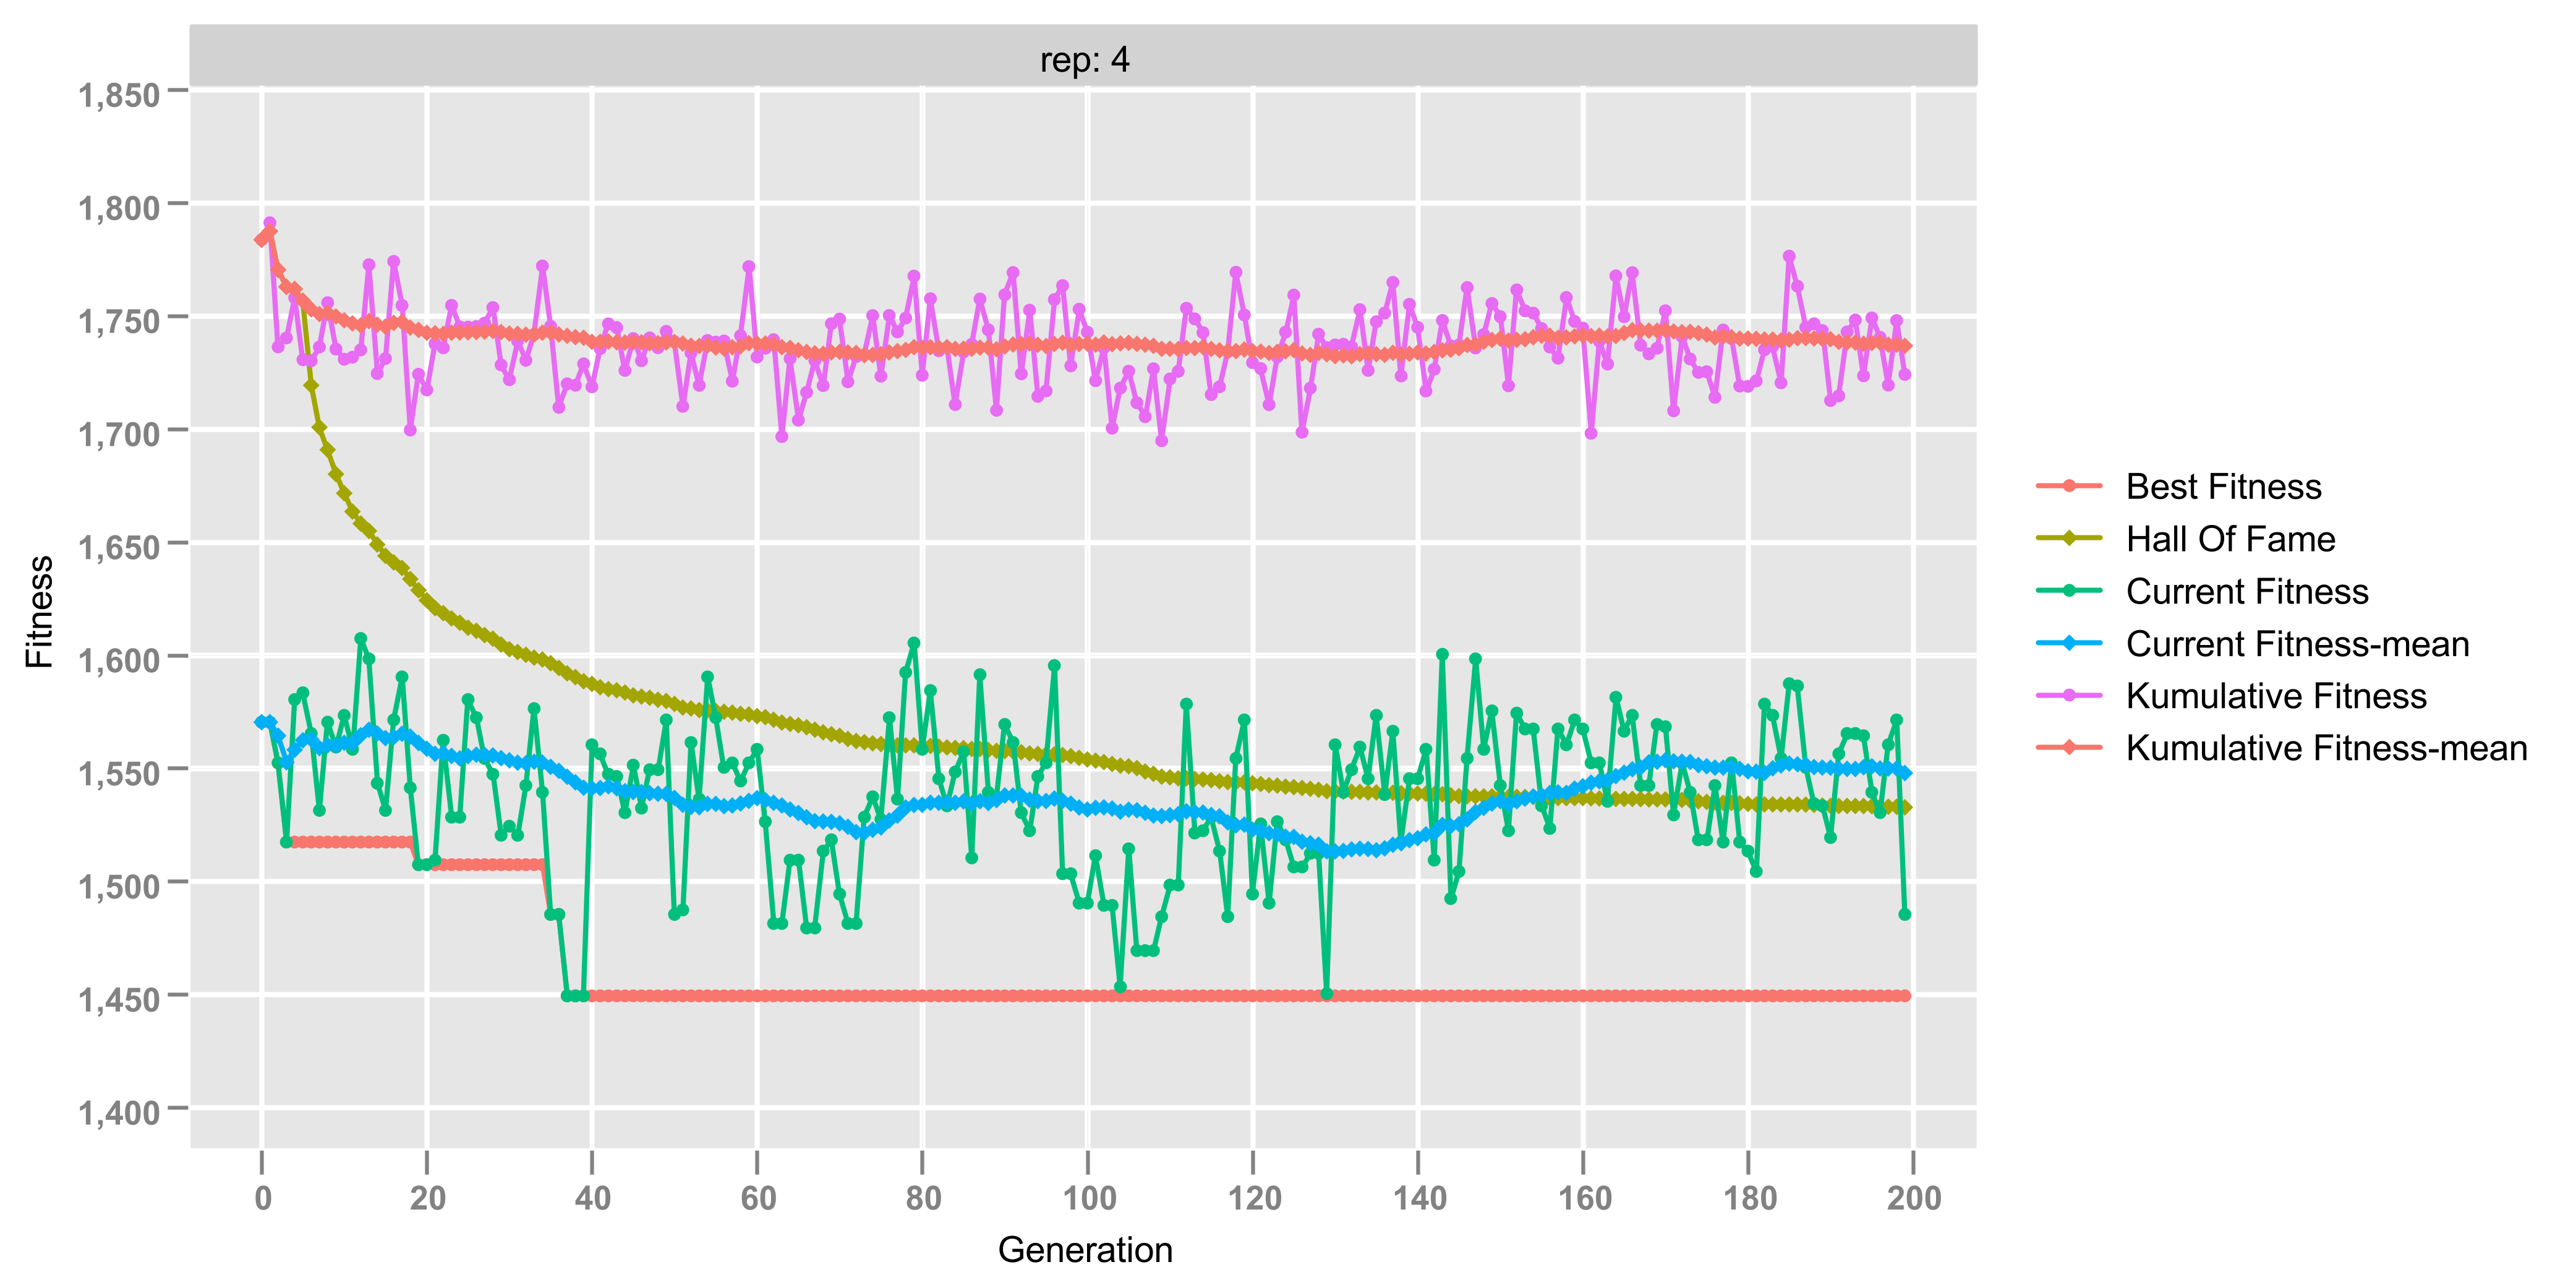 rep: 4
1,850
1,800
1,750
1,700
1,650
1,600
1,550
1,500
1,450
1,400
Fitness
0 20 40 60 80 100 120 140 160 180 200
Generation
Best Fitness
Hall Of Fame
Current Fitness
Current Fitness-mean
Kumulative Fitness
Kumulative Fitness-mean